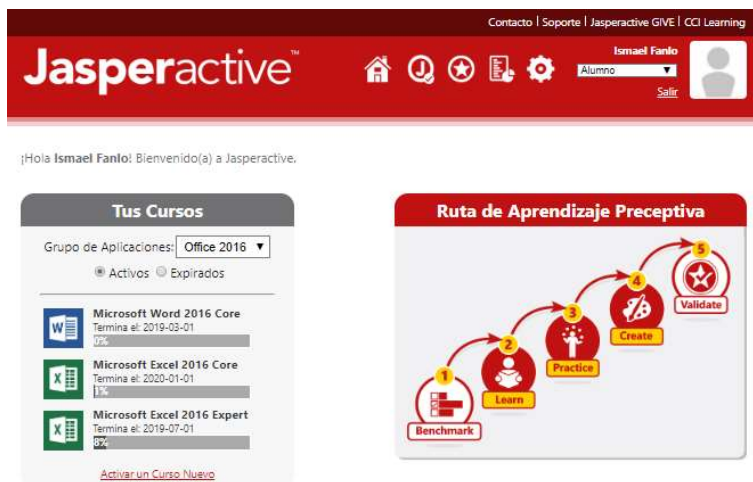 Contacto | Soporte | Jasperactive GIVE | CCI Learning
Jasperactive™
Ismael Fanlo
Alumno
Salir
¡Hola Ismael Fanlo! Bienvenido(a) a Jasperactive.
Tus Cursos
Grupo de Aplicaciones: Office 2016
Activos Expirados
Microsoft Word 2016 Core
Termina el: 2019-03-01
0%
Microsoft Excel 2016 Core
Termina el: 2020-01-01
1%
Microsoft Excel 2016 Expert
Termina el: 2019-07-01
8%
Activar un Curso Nuevo
Ruta de Aprendizaje Preceptiva
1
Benchmark
2
Learn
3
Practice
4
Create
5
Validate